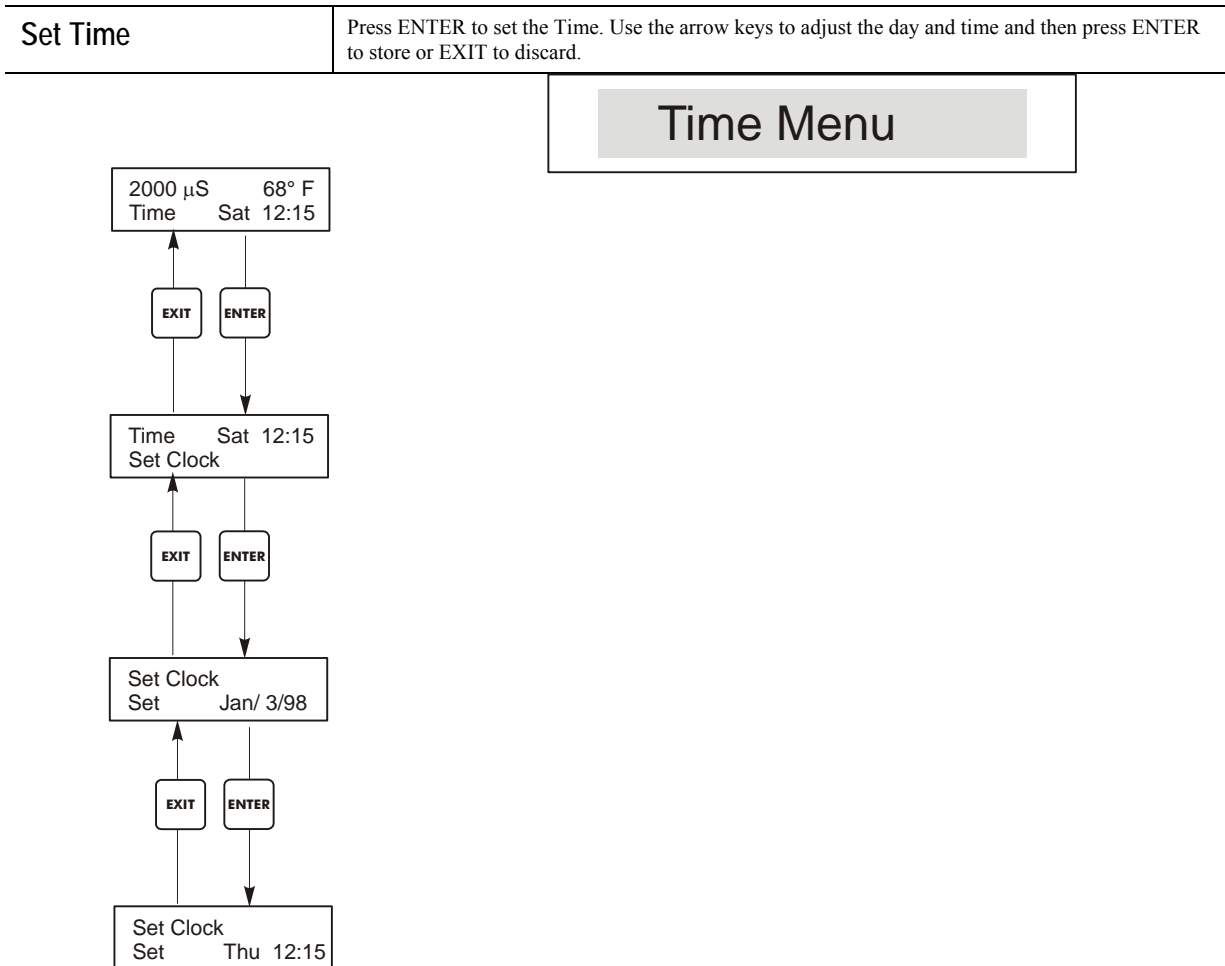 Set Time
Press ENTER to set the Time. Use the arrow keys to adjust the day and time and then press ENTER
to store or EXIT to discard.
Time Menu
2000 μS 68° F
Time Sat 12:15
EXIT ENTER
Time Sat 12:15
Set Clock
EXIT ENTER
Set Clock
Set Jan/ 3/98
EXIT ENTER
Set Clock
Set Thu 12:15